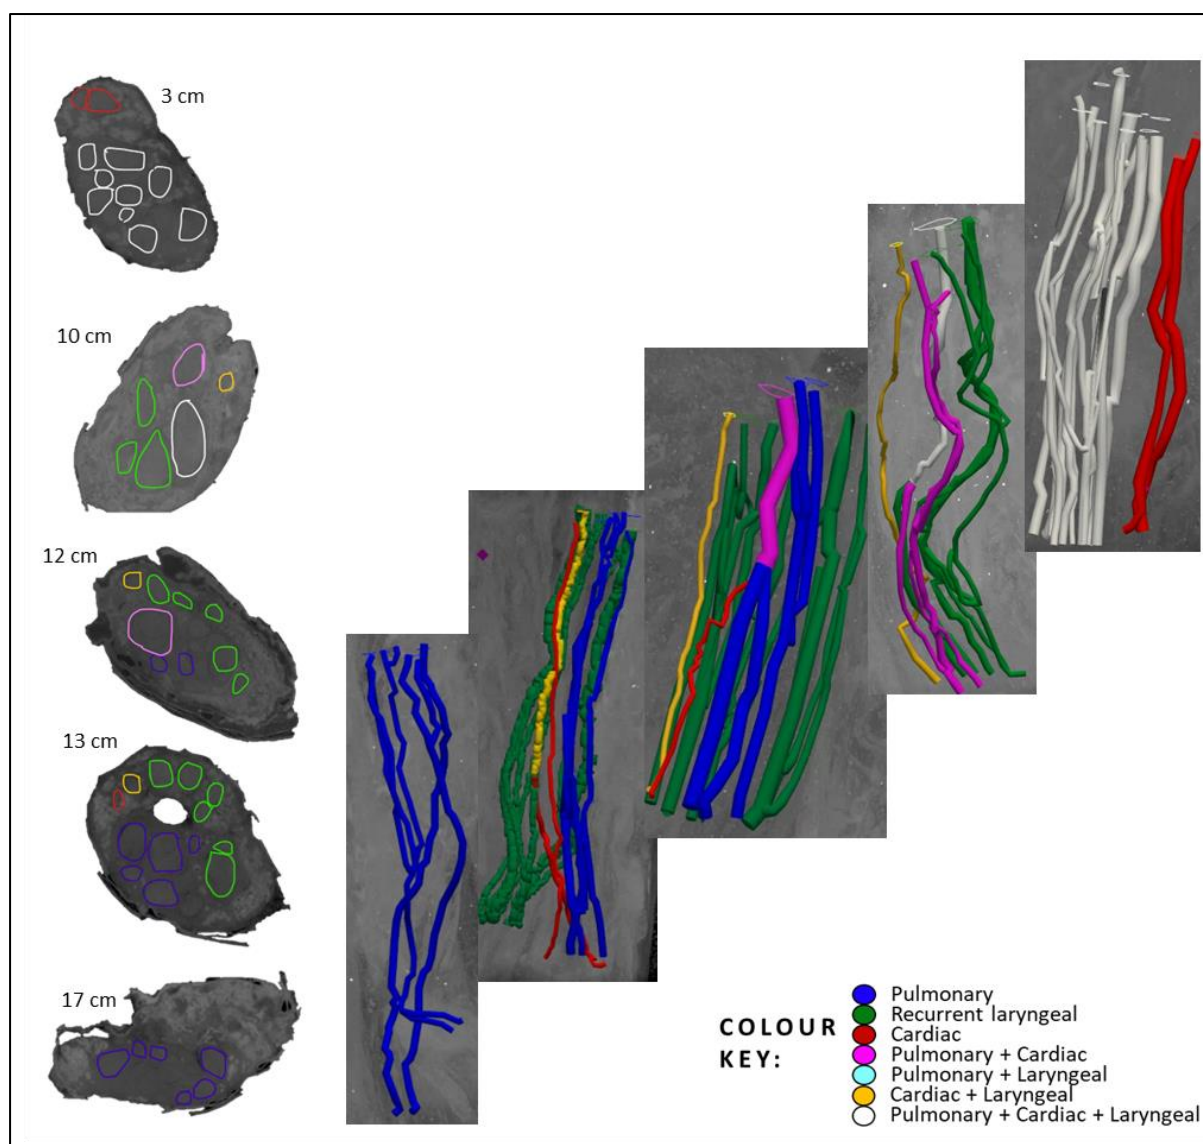 3 cm
10 cm
12 cm
13 cm
17 cm
COLOUR
KEY:
Pulmonary
Recurrent laryngeal
Cardiac
Pulmonary + Cardiac
Pulmonary + Laryngeal
Cardiac + Laryngeal
Pulmonary + Cardiac + Laryngeal